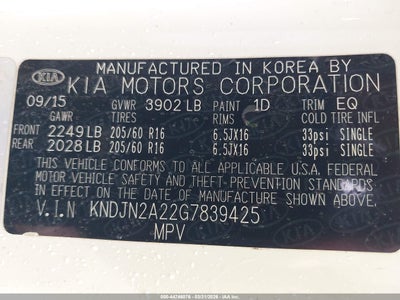 MANUFACTURED IN KOREA BY
KIA KIA MOTORS CORPORATION
09/15 GVWR 3902 LB PAINT 1D TRIM EQ
GAWR TIRES RIMS COLD TIRE INFL
FRONT 2249 LB 205/60 R16 6.5JX16 33psi SINGLE
REAR 2028 LB 205/60 R16 6.5JX16 33psi SINGLE
THIS VEHICLE CONFORMS TO ALL APPLICABLE U.S.A. FEDERAL
MOTOR VEHICLE SAFETY AND THEFT-PREVENTION STANDARDS
IN EFFECT ON THE DATE OF MANUFACTURE SHOWN ABOVE.
V.I.N KNDJN2A22G7839425
MPV